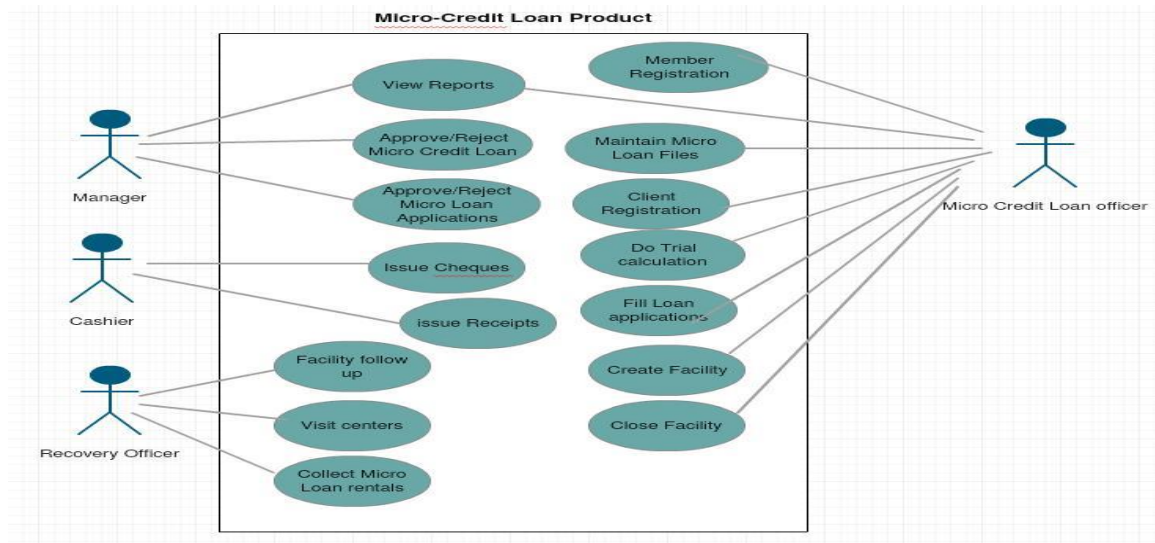 Micro-Credit Loan Product
Member
Registration
View Reports
Approve/Reject
Micro Credit Loan
Maintain Micro
Loan Files
Manager
Approve/Reject
Micro Loan
Applications
Client
Registration
Micro Credit Loan officer
Do Trial
calculation
Issue Cheques
Cashier
issue Receipts
Fill Loan
applications
Facility follow
up
Create Facility
Visit centers
Close Facility
Recovery Officer
Collect Micro
Loan rentals